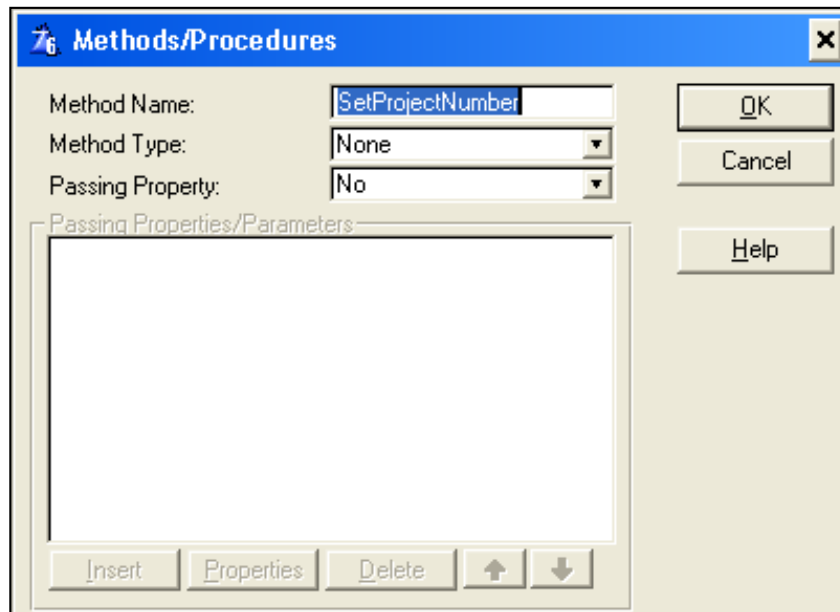 Methods/Procedures
Method Name: SetProjectNumber OK
Method Type: None Cancel
Passing Property: No
Passing Properties/Parameters
Help
Insert Properties Delete